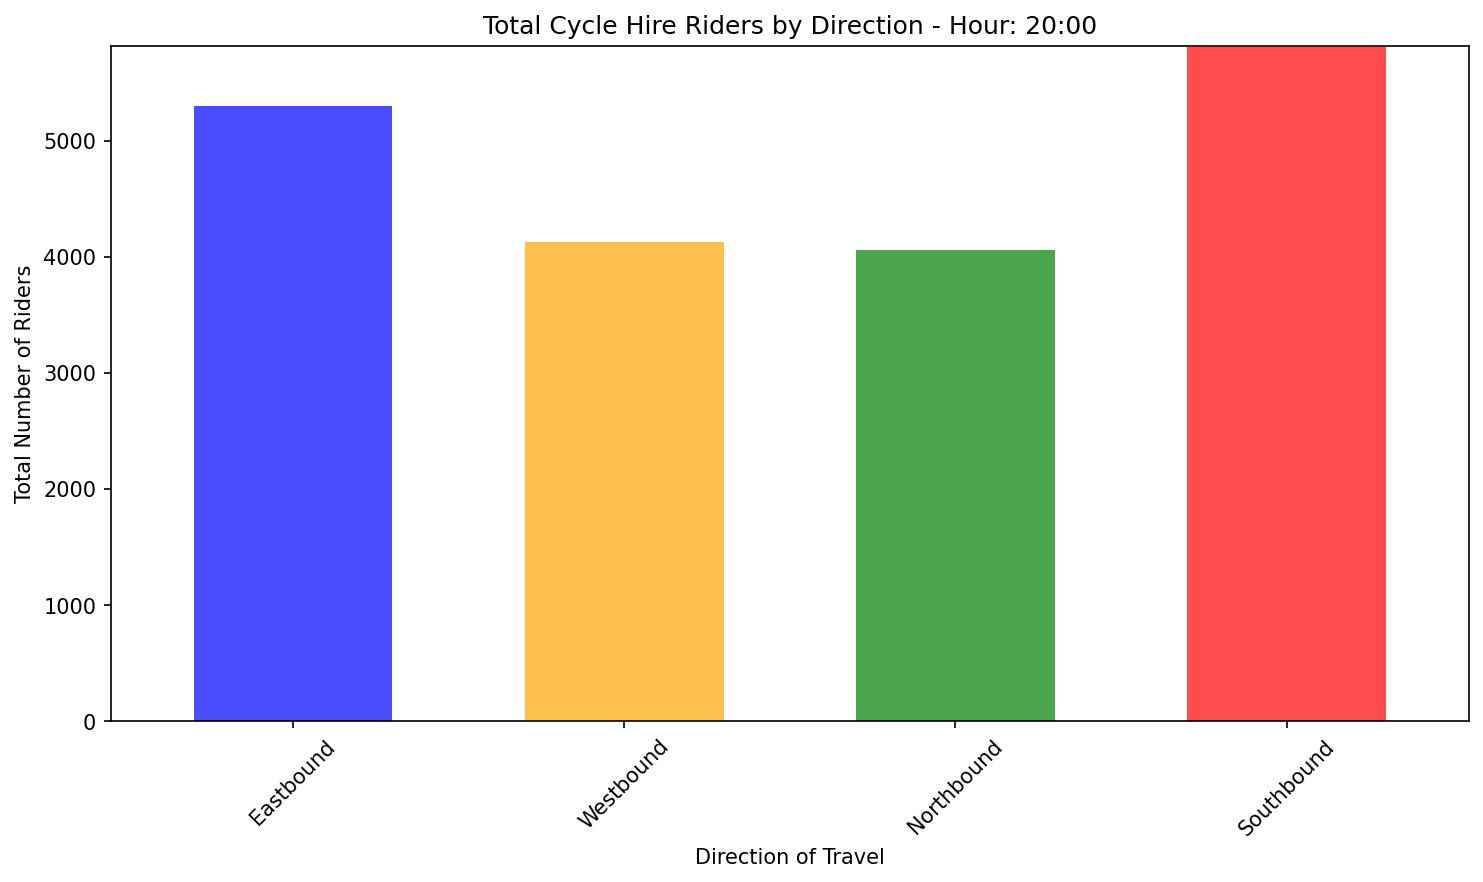 Total Cycle Hire Riders by Direction - Hour: 20:00
Total Number of Riders
5000
4000
3000
2000
1000
0
Eastbound
Westbound
Northbound
Southbound
Direction of Travel